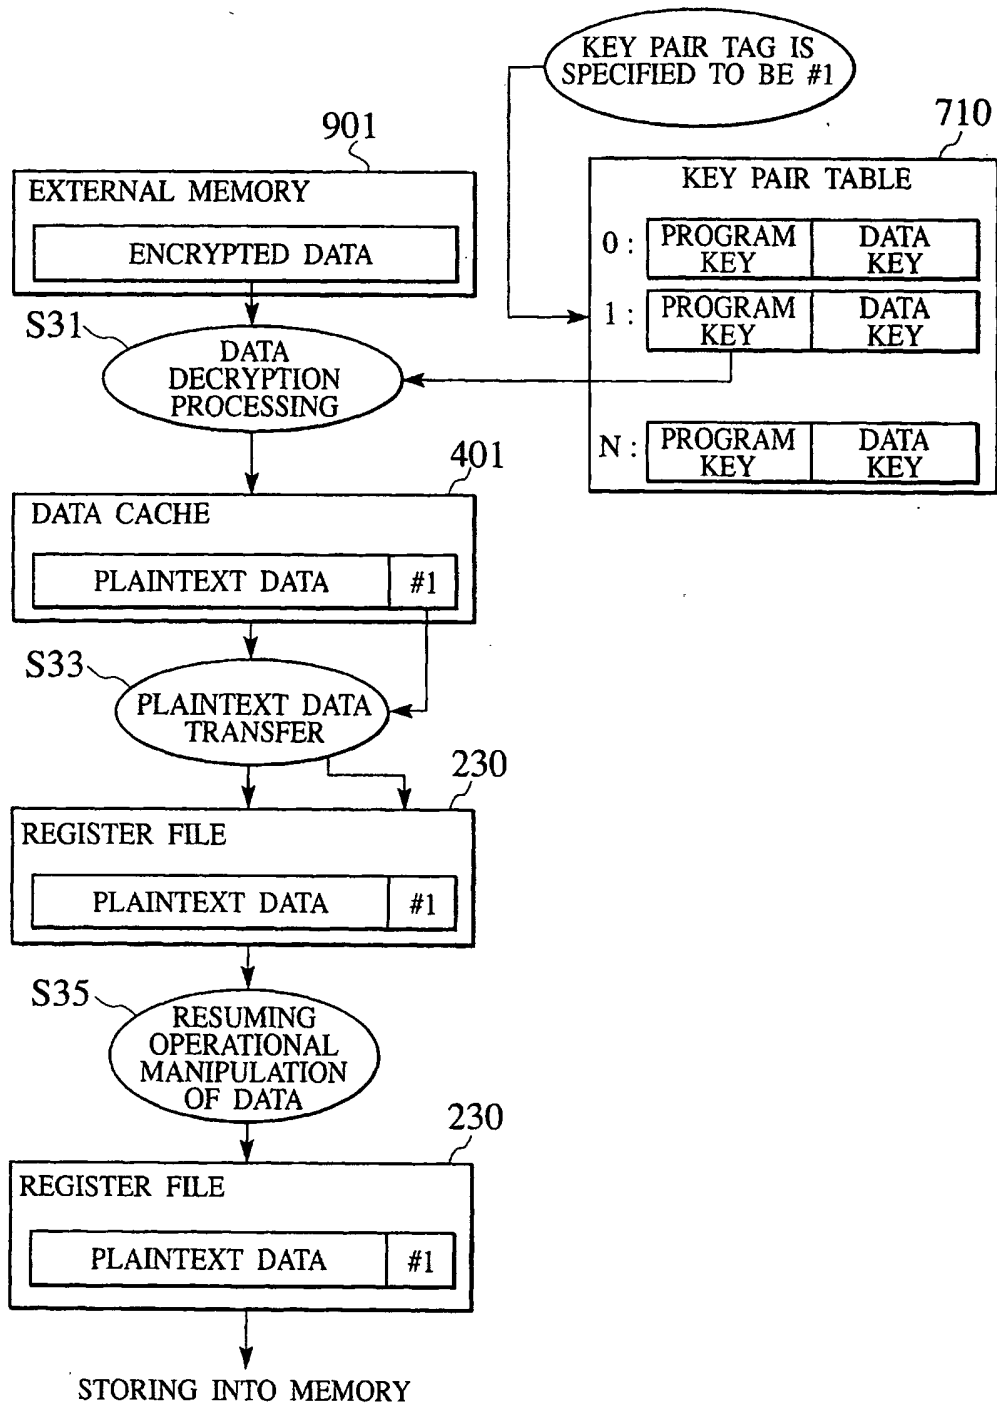 KEY PAIR TAG IS
SPECIFIED TO BE #1
901
710
EXTERNAL MEMORY
ENCRYPTED DATA
KEY PAIR TABLE
0 : PROGRAM KEY DATA KEY
1 : PROGRAM KEY DATA KEY
N : PROGRAM KEY DATA KEY
S31
DATA
DECRYPTION
PROCESSING
401
DATA CACHE
PLAINTEXT DATA #1
S33
PLAINTEXT DATA
TRANSFER
230
REGISTER FILE
PLAINTEXT DATA #1
S35
RESUMING
OPERATIONAL
MANIPULATION
OF DATA
230
REGISTER FILE
PLAINTEXT DATA #1
STORING INTO MEMORY